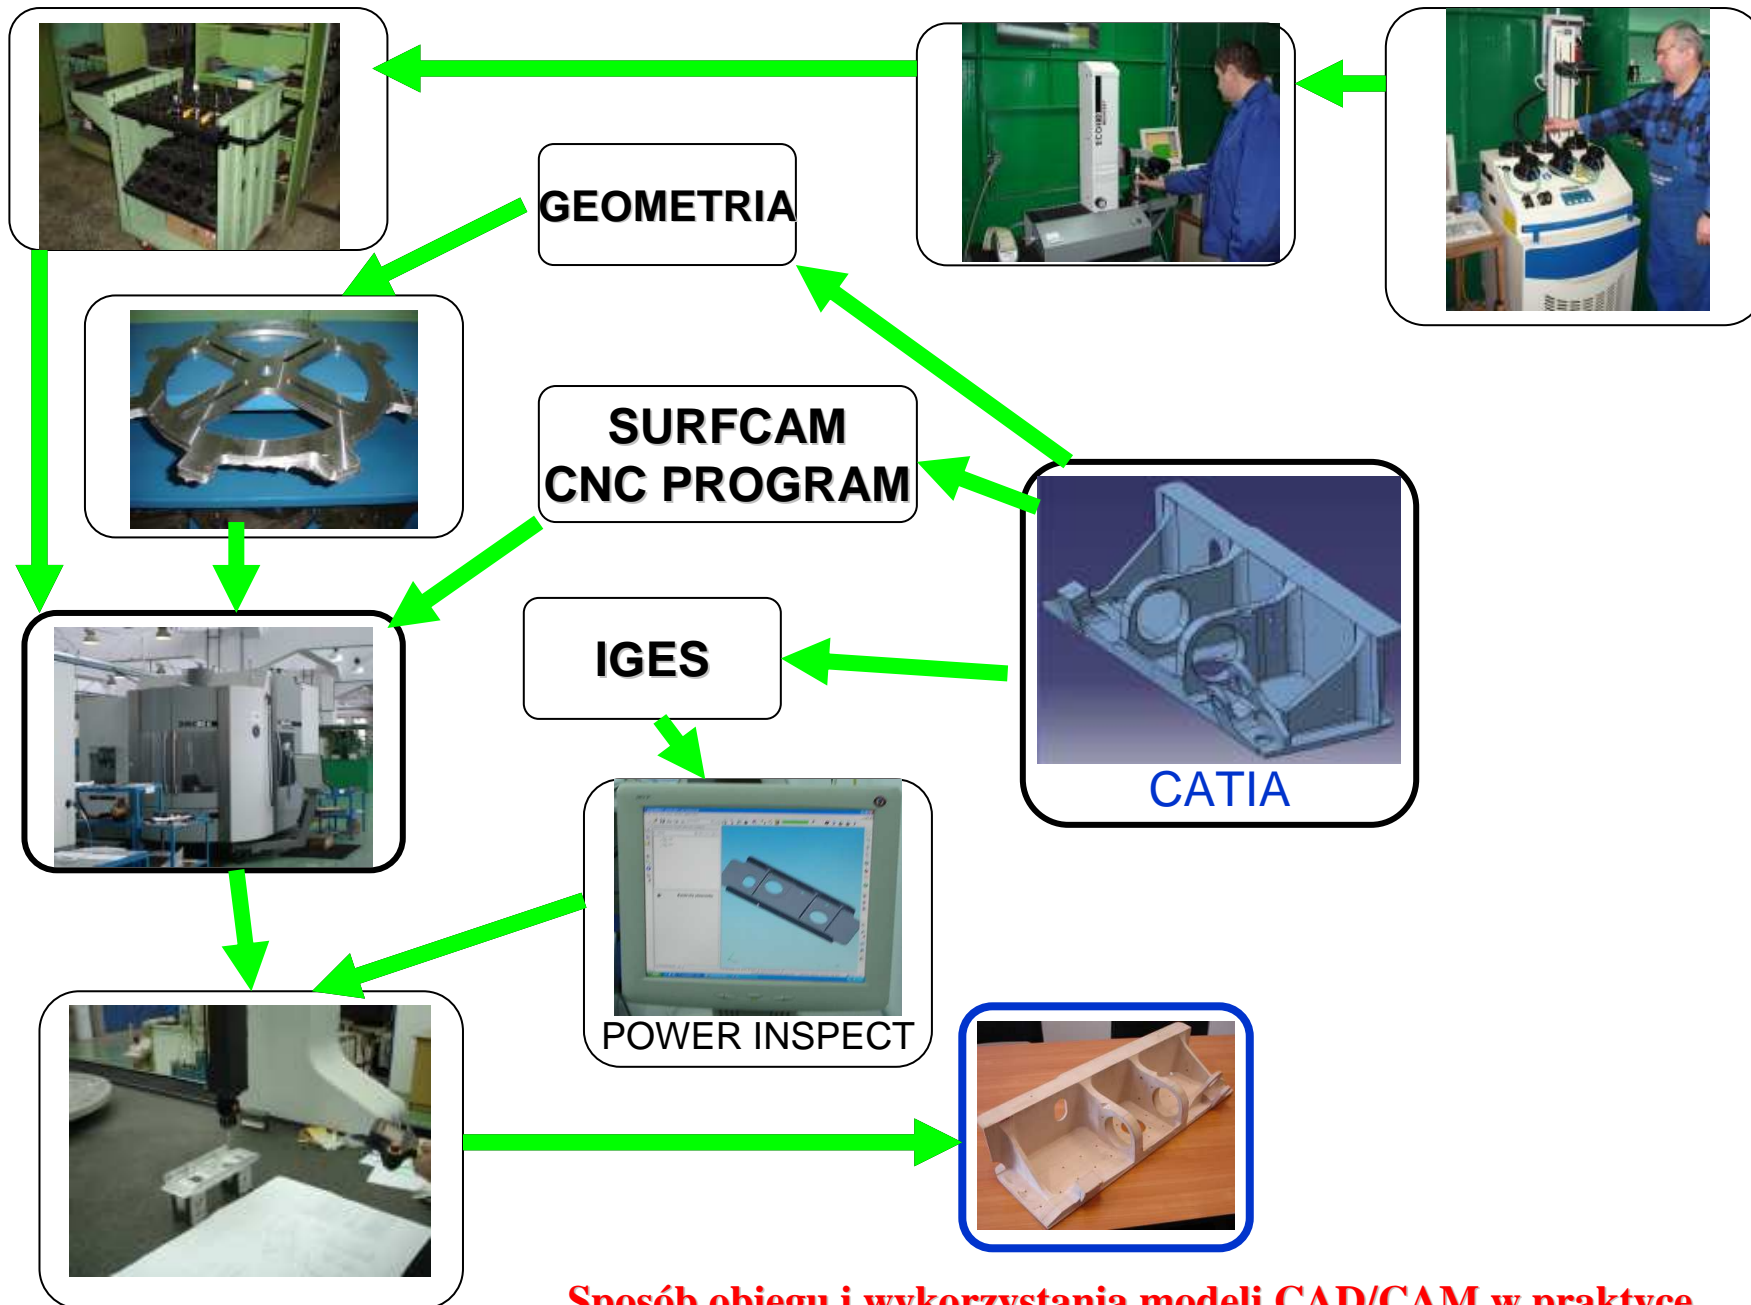 GEOMETRIA
SURFCAM
CNC PROGRAM
IGES
CATIA
POWER INSPECT
Sposób obiegu i wykorzystania modeli CAD/CAM w praktyce